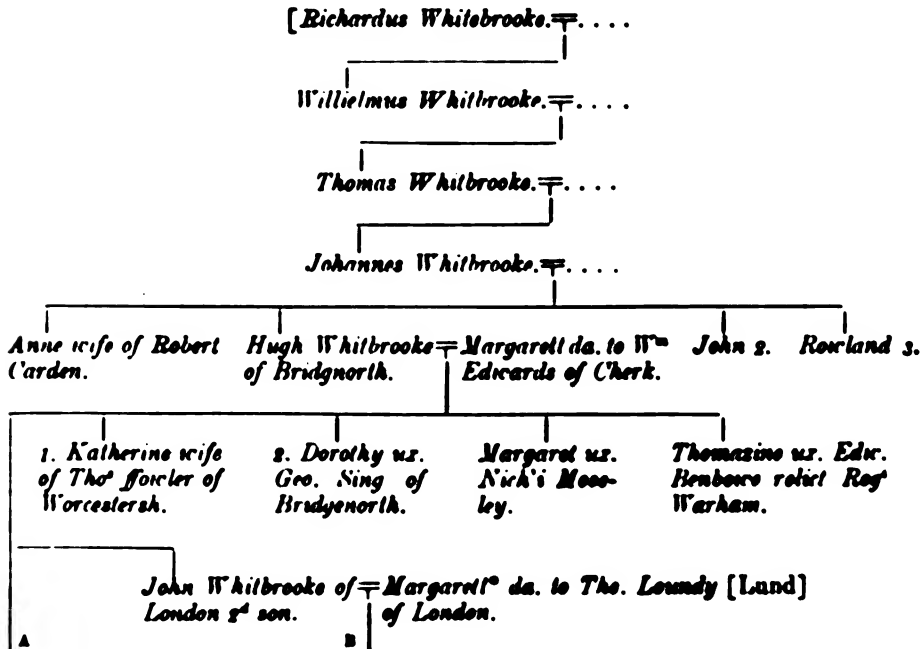 [Richardus Whitebrooke. . . . .
Willielmus Whitbrooke. . . . .
Thomas Whitbrooke. . . . .
Johannes Whitbrooke. . . . .
Anne wife of Robert Carden.
Hugh Whitbrooke of Bridgnorth.
Margarett da. to Wᵐ Edwards of Cherk.
John 2.
Rowland 3.
1. Katherine wife of Thoˢ ffowler of Worcestersh.
2. Dorothy ux. Geo. Sing of Bridgenorth.
Margaret ux. Nich's Moseley.
Thomazine ux. Edw. Benbowe relict Rogᵗ Warham.
John Whitbrooke of London 2ᵈ son.
Margarettᵉ da. to Tho. Loundy [Lund] of London.
A
B